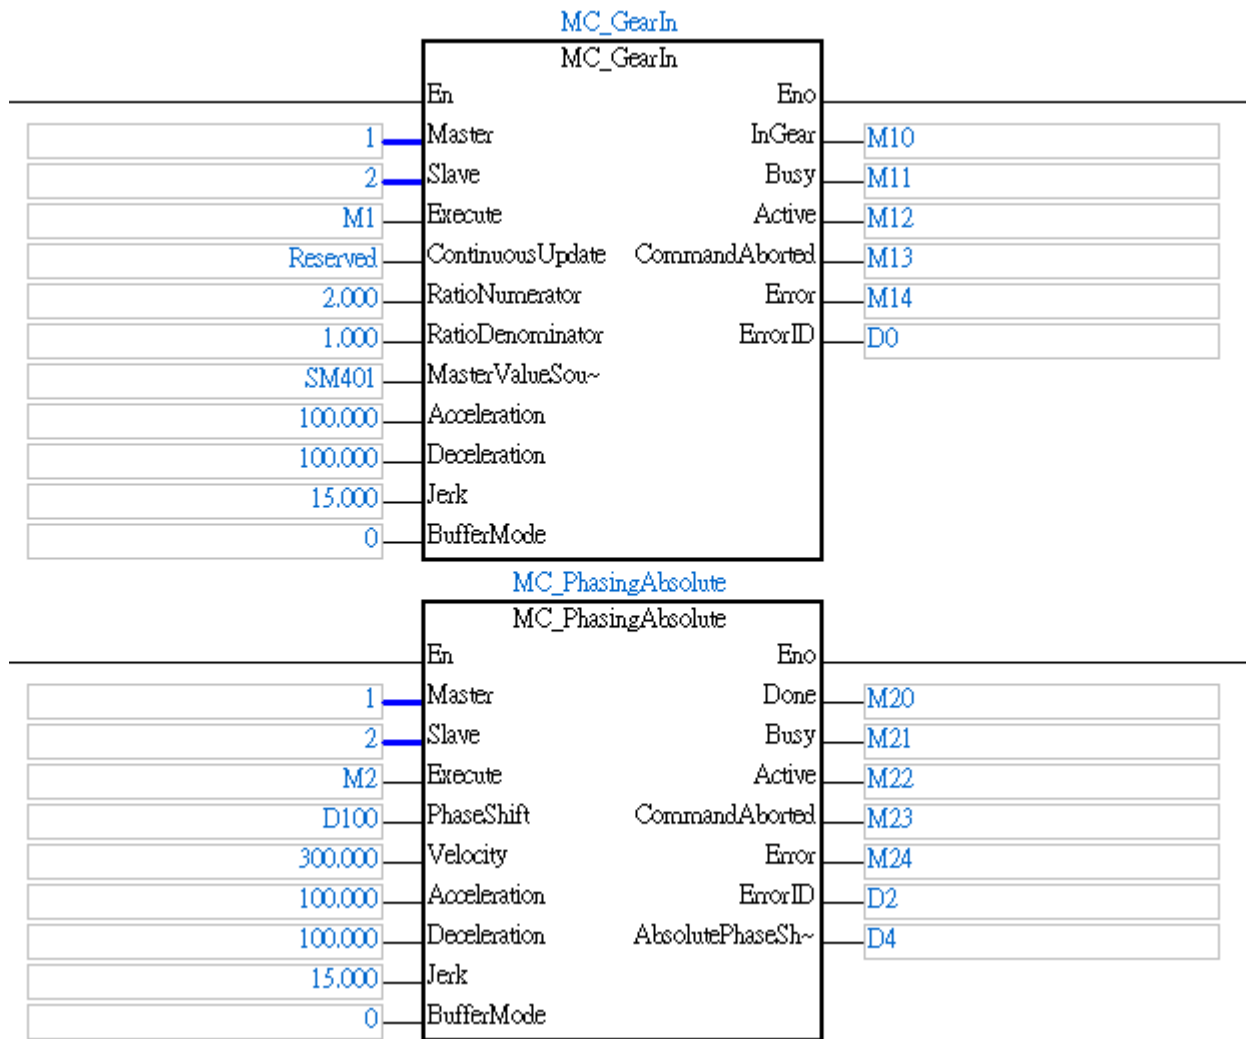 MC_GearIn
MC_GearIn
En Eno
1 Master InGear M10
2 Slave Busy M11
M1 Execute Active M12
Reserved ContinuousUpdate CommandAborted M13
2.000 RatioNumerator Error M14
1.000 RatioDenominator ErrorID D0
SM401 MasterValueSou~
100.000 Acceleration
100.000 Deceleration
15.000 Jerk
0 BufferMode
MC_PhasingAbsolute
MC_PhasingAbsolute
En Eno
1 Master Done M20
2 Slave Busy M21
M2 Execute Active M22
D100 PhaseShift CommandAborted M23
300.000 Velocity Error M24
100.000 Acceleration ErrorID D2
100.000 Deceleration AbsolutePhaseSh~ D4
15.000 Jerk
0 BufferMode